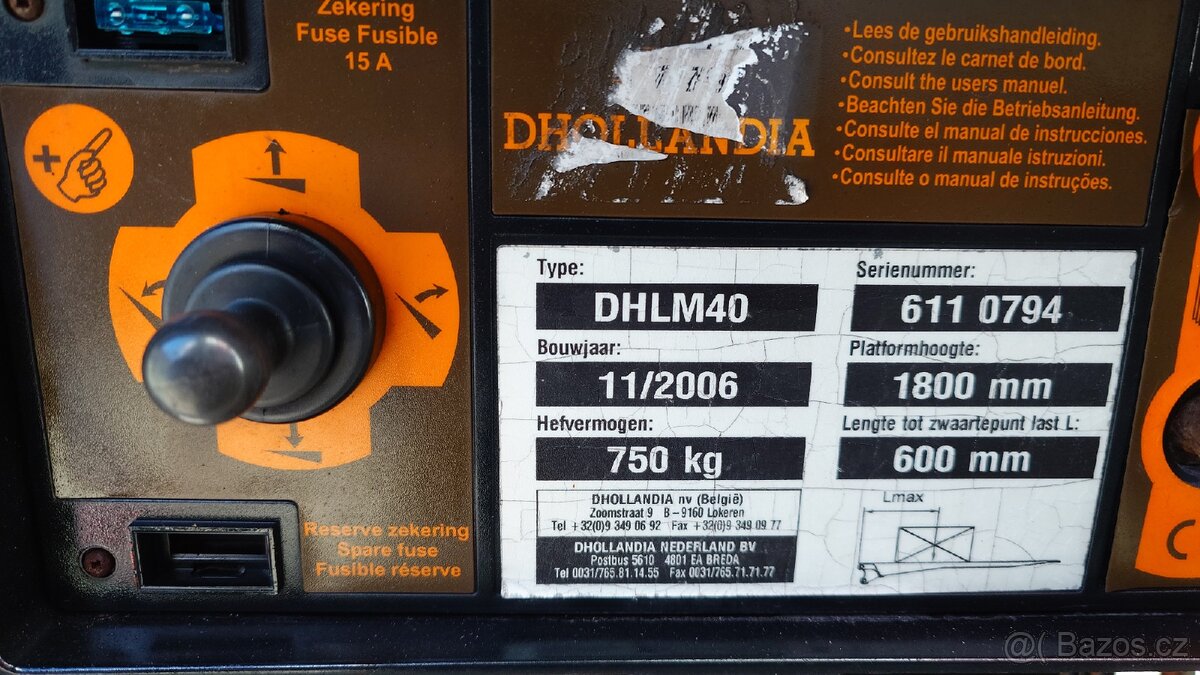 Zekering
Fuse Fusible
15 A
+
DHOLLANDIA
•Lees de gebruikshandleiding.
•Consultez le carnet de bord.
•Consult the users manuel.
•Beachten Sie die Betriebsanleitung.
•Consulte el manual de instrucciones.
•Consultare il manuale istruzioni.
•Consulte o manual de instruções.
Type:
DHLM40
Serienummer:
611 0794
Bouwjaar:
11/2006
Platformhoogte:
1800 mm
Hefvermogen:
750 kg
Lengte tot zwaartepunt last L:
600 mm
DHOLLANDIA nv (België)
Zoomstraat 9 B-9160 Lokeren
Tel +32(0)9 349 06 92 Fax +32(0)9 349 09 77
DHOLLANDIA NEDERLAND BV
Postbus 5610 4801 EA BREDA
Tel 0031/765.81.14.55 Fax 0031/765.71.71.77
Lmax
Reserve zekering
Spare fuse
Fusible réserve
@( Bazos.cz